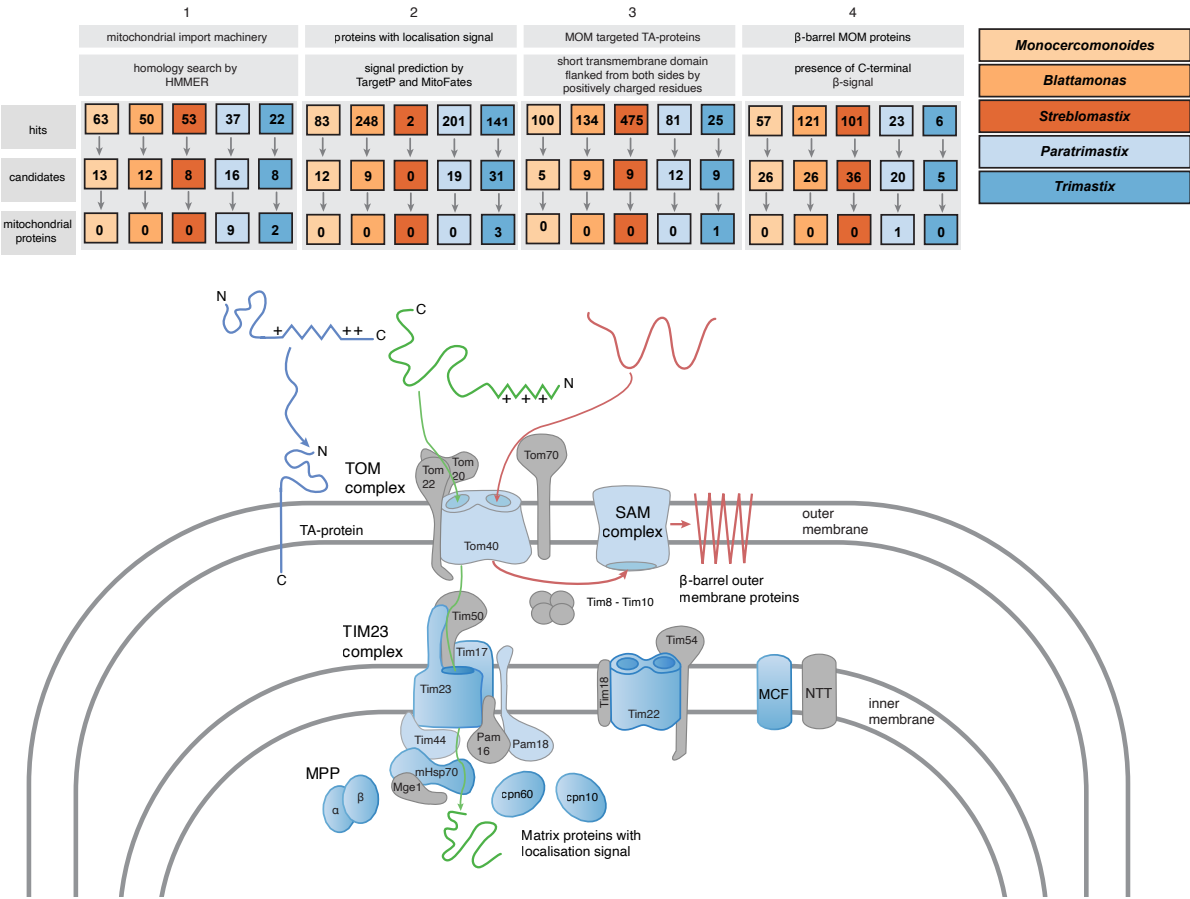 1
2
3
4
mitochondrial import machinery
proteins with localisation signal
MOM targeted TA-proteins
β-barrel MOM proteins
homology search by
HMMER
signal prediction by
TargetP and MitoFates
short transmembrane domain
flanked from both sides by
positively charged residues
presence of C-terminal
β-signal
Monocercomonoides
Blattamonas
Streblomastix
Paratrimastix
Trimastix
hits
63 50 53 37 22
83 248 2 201 141
100 134 475 81 25
57 121 101 23 6
candidates
13 12 8 16 8
12 9 0 19 31
5 9 9 12 9
26 26 36 20 5
mitochondrial
proteins
0 0 0 9 2
0 0 0 0 3
0 0 0 0 1
0 0 0 1 0
N
+
++
C
C
N
+ + +
N
C
TA-protein
TOM
complex
Tom
22
Tom
20
Tom70
Tom40
SAM
complex
outer
membrane
β-barrel outer
membrane proteins
Tim8 - Tim10
TIM23
complex
Tim50
Tim17
Tim23
Tim44
Pam
16
Pam18
Tim54
Tim18
Tim22
MCF
NTT
inner
membrane
MPP
α
β
mHsp70
Mge1
cpn60
cpn10
Matrix proteins with
localisation signal